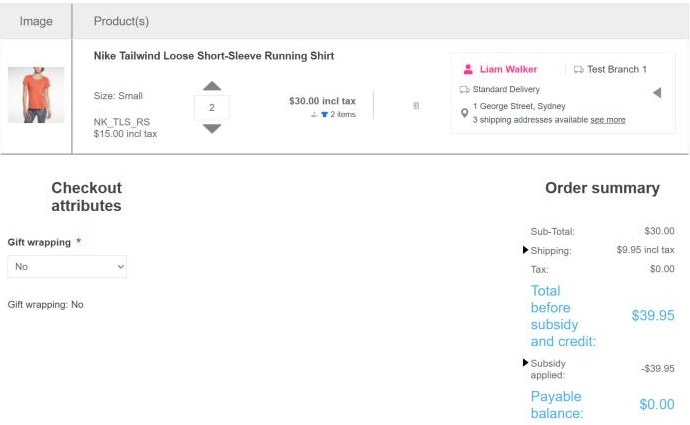 Image
Product(s)
Nike Tailwind Loose Short-Sleeve Running Shirt
Size: Small
NK_TLS_RS
$15.00 incl tax
2
$30.00 incl tax
2 items
Liam Walker
Test Branch 1
Standard Delivery
1 George Street, Sydney
3 shipping addresses available see more
Checkout
attributes
Gift wrapping *
No
Gift wrapping: No
Order summary
Sub-Total: $30.00
Shipping: $9.95 incl tax
Tax: $0.00
Total
before
subsidy
and credit: $39.95
Subsidy
applied: -$39.95
Payable
balance: $0.00